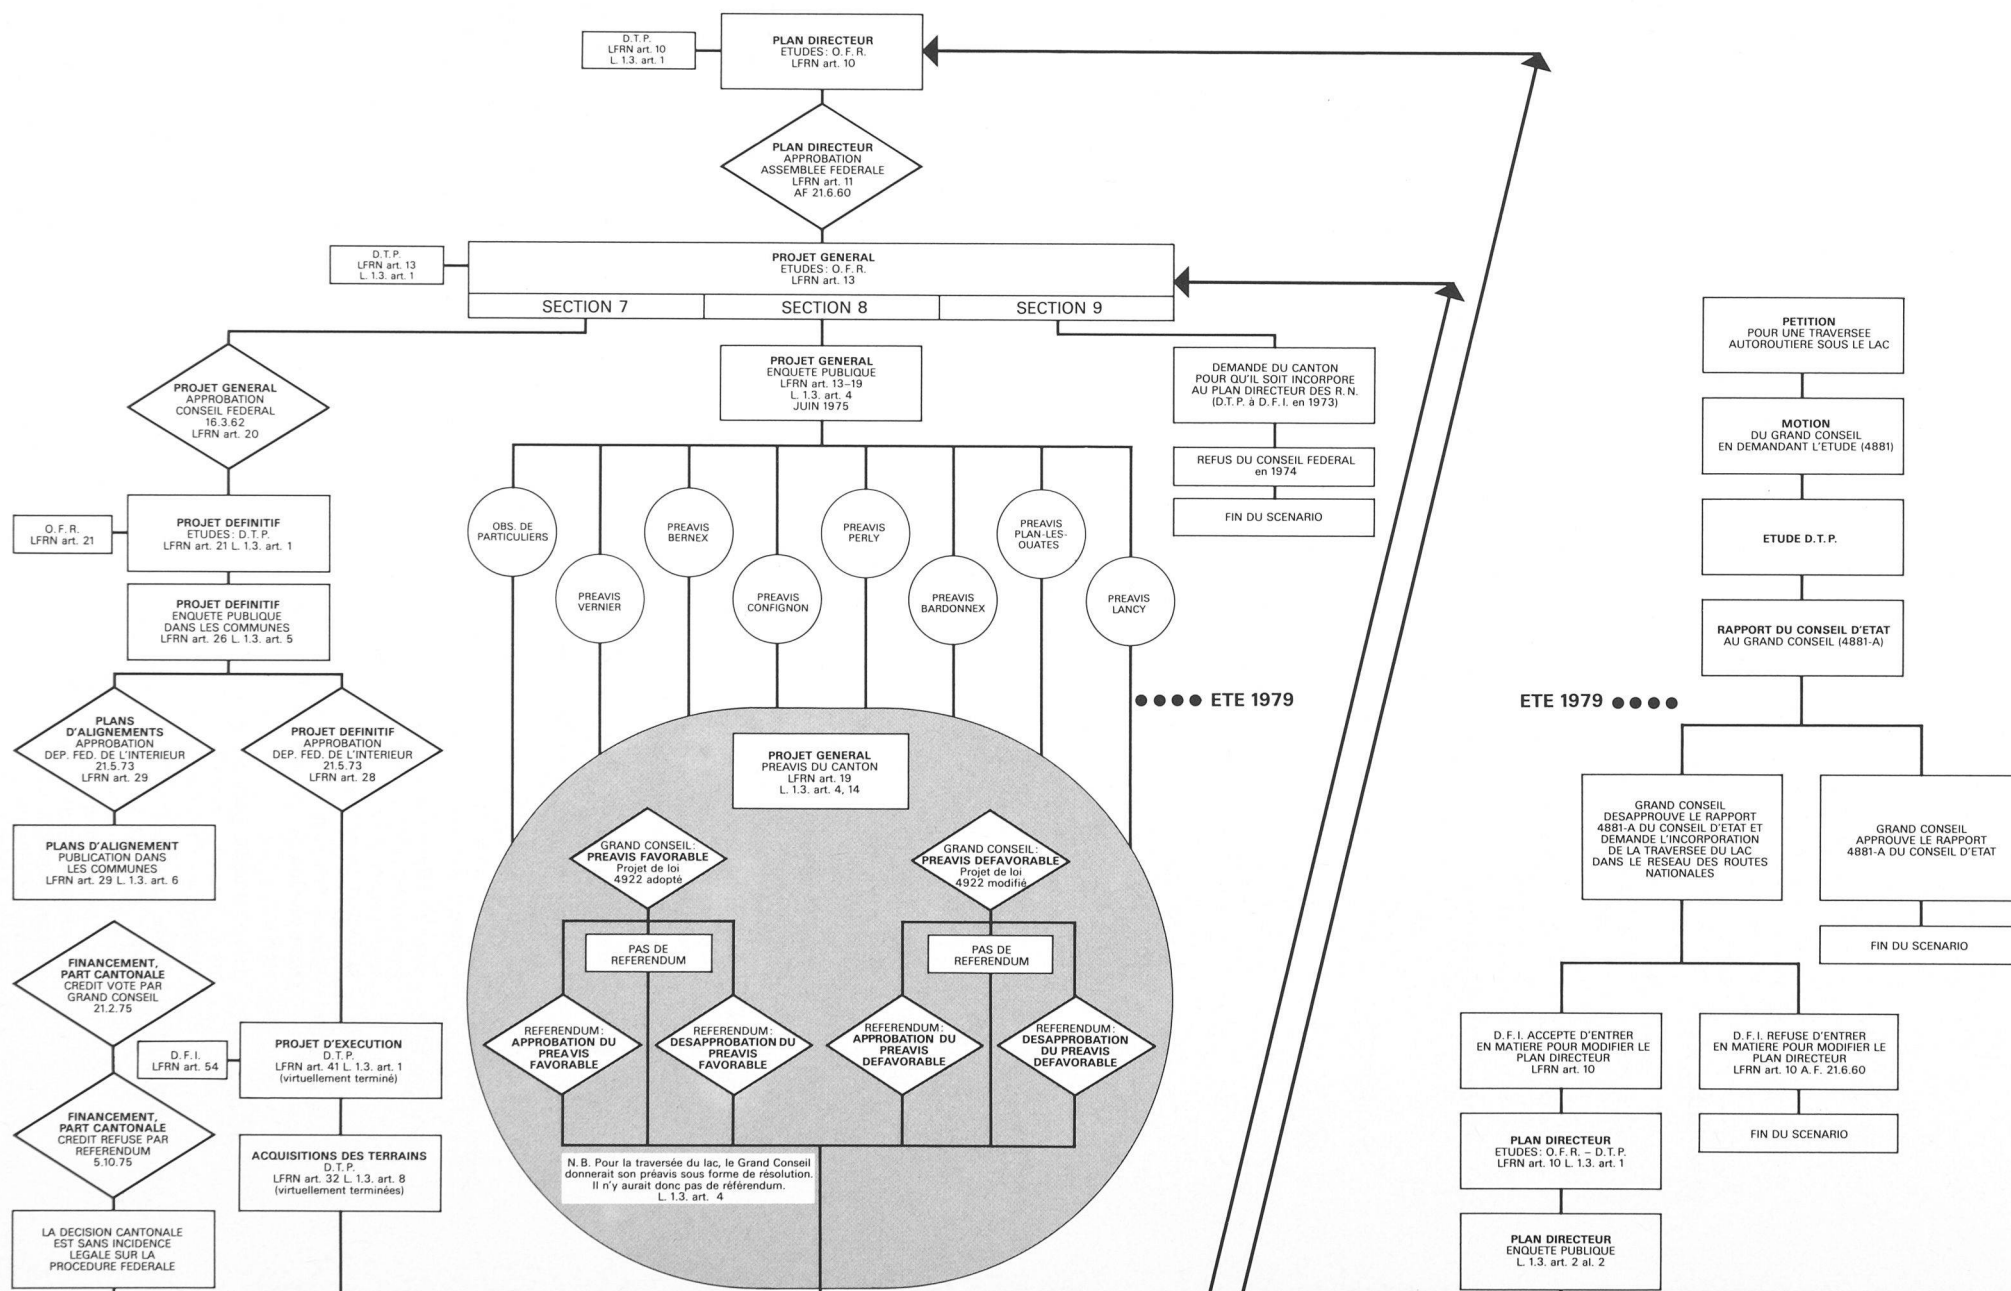 D.T.P.
LFRN art. 10
L. 1.3. art. 1
PLAN DIRECTEUR
ETUDES: O.F.R.
LFRN art. 10
PLAN DIRECTEUR
APPROBATION
ASSEMBLEE FEDERALE
LFRN art. 11
AF 21.6.60
D.T.P.
LFRN art. 13
L. 1.3. art. 1
PROJET GENERAL
ETUDES: O.F.R.
LFRN art. 13
SECTION 7
SECTION 8
SECTION 9
PROJET GENERAL
APPROBATION
CONSEIL FEDERAL
16.3.62
LFRN art. 20
O.F.R.
LFRN art. 21
PROJET DEFINITIF
ETUDES: D.T.P.
LFRN art. 21 L. 1.3. art. 1
PROJET DEFINITIF
ENQUETE PUBLIQUE
DANS LES COMMUNES
LFRN art. 26 L. 1.3. art. 5
PLANS
D'ALIGNEMENTS
APPROBATION
DEP. FED. DE L'INTERIEUR
21.5.73
LFRN art. 29
PROJET DEFINITIF
APPROBATION
DEP. FED. DE L'INTERIEUR
21.5.73
LFRN art. 28
PLANS D'ALIGNEMENT
PUBLICATION DANS
LES COMMUNES
LFRN art. 29 L. 1.3. art. 6
FINANCEMENT,
PART CANTONALE
CREDIT VOTE PAR
GRAND CONSEIL
21.2.75
D.F.I.
LFRN art. 54
PROJET D'EXECUTION
D.T.P.
LFRN art. 41 L. 1.3. art. 1
(virtuellement terminé)
FINANCEMENT,
PART CANTONALE
CREDIT REFUSE PAR
REFERENDUM
5.10.75
ACQUISITIONS DES TERRAINS
D.T.P.
LFRN art. 32 L. 1.3. art. 8
(virtuellement terminées)
LA DECISION CANTONALE
EST SANS INCIDENCE
LEGALE SUR LA
PROCEDURE FEDERALE
PROJET GENERAL
ENQUETE PUBLIQUE
LFRN art. 13–19
L. 1.3. art. 4
JUIN 1975
OBS. DE
PARTICULIERS
PREAVIS
VERNIER
PREAVIS
BERNEX
PREAVIS
CONFIGNON
PREAVIS
PERLY
PREAVIS
BARDONNEX
PREAVIS
PLAN-LES-
OUATES
PREAVIS
LANCY
ETE 1979
PROJET GENERAL
PREAVIS DU CANTON
LFRN art. 19
L. 1.3. art. 4, 14
GRAND CONSEIL:
PREAVIS FAVORABLE
Projet de loi
4922 adopté
GRAND CONSEIL:
PREAVIS DEFAVORABLE
Projet de loi
4922 modifié
PAS DE
REFERENDUM
PAS DE
REFERENDUM
REFERENDUM:
APPROBATION DU
PREAVIS
FAVORABLE
REFERENDUM:
DESAPPROBATION DU
PREAVIS
FAVORABLE
REFERENDUM:
APPROBATION DU
PREAVIS
DEFAVORABLE
REFERENDUM:
DESAPPROBATION
DU PREAVIS
DEFAVORABLE
N.B. Pour la traversée du lac, le Grand Conseil
donnerait son préavis sous forme de résolution.
Il n'y aurait donc pas de référendum.
L. 1.3. art. 4
DEMANDE DU CANTON
POUR QU'IL SOIT INCORPORE
AU PLAN DIRECTEUR DES R.N.
(D.T.P. à D.F.I. en 1973)
REFUS DU CONSEIL FEDERAL
en 1974
FIN DU SCENARIO
PETITION
POUR UNE TRAVERSEE
AUTOROUTIERE SOUS LE LAC
MOTION
DU GRAND CONSEIL
EN DEMANDANT L'ETUDE (4881)
ETUDE D.T.P.
RAPPORT DU CONSEIL D'ETAT
AU GRAND CONSEIL (4881-A)
ETE 1979
GRAND CONSEIL
DESAPPROUVE LE RAPPORT
4881-A DU CONSEIL D'ETAT ET
DEMANDE L'INCORPORATION
DE LA TRAVERSEE DU LAC
DANS LE RESEAU DES ROUTES
NATIONALES
GRAND CONSEIL
APPROUVE LE RAPPORT
4881-A DU CONSEIL D'ETAT
FIN DU SCENARIO
D.F.I. ACCEPTE D'ENTRER
EN MATIERE POUR MODIFIER LE
PLAN DIRECTEUR
LFRN art. 10
D.F.I. REFUSE D'ENTRER
EN MATIERE POUR MODIFIER LE
PLAN DIRECTEUR
LFRN art. 10 A.F. 21.6.60
FIN DU SCENARIO
PLAN DIRECTEUR
ETUDES: O.F.R. – D.T.P.
LFRN art. 10 L. 1.3. art. 1
PLAN DIRECTEUR
ENQUETE PUBLIQUE
L. 1.3. art. 2 al. 2